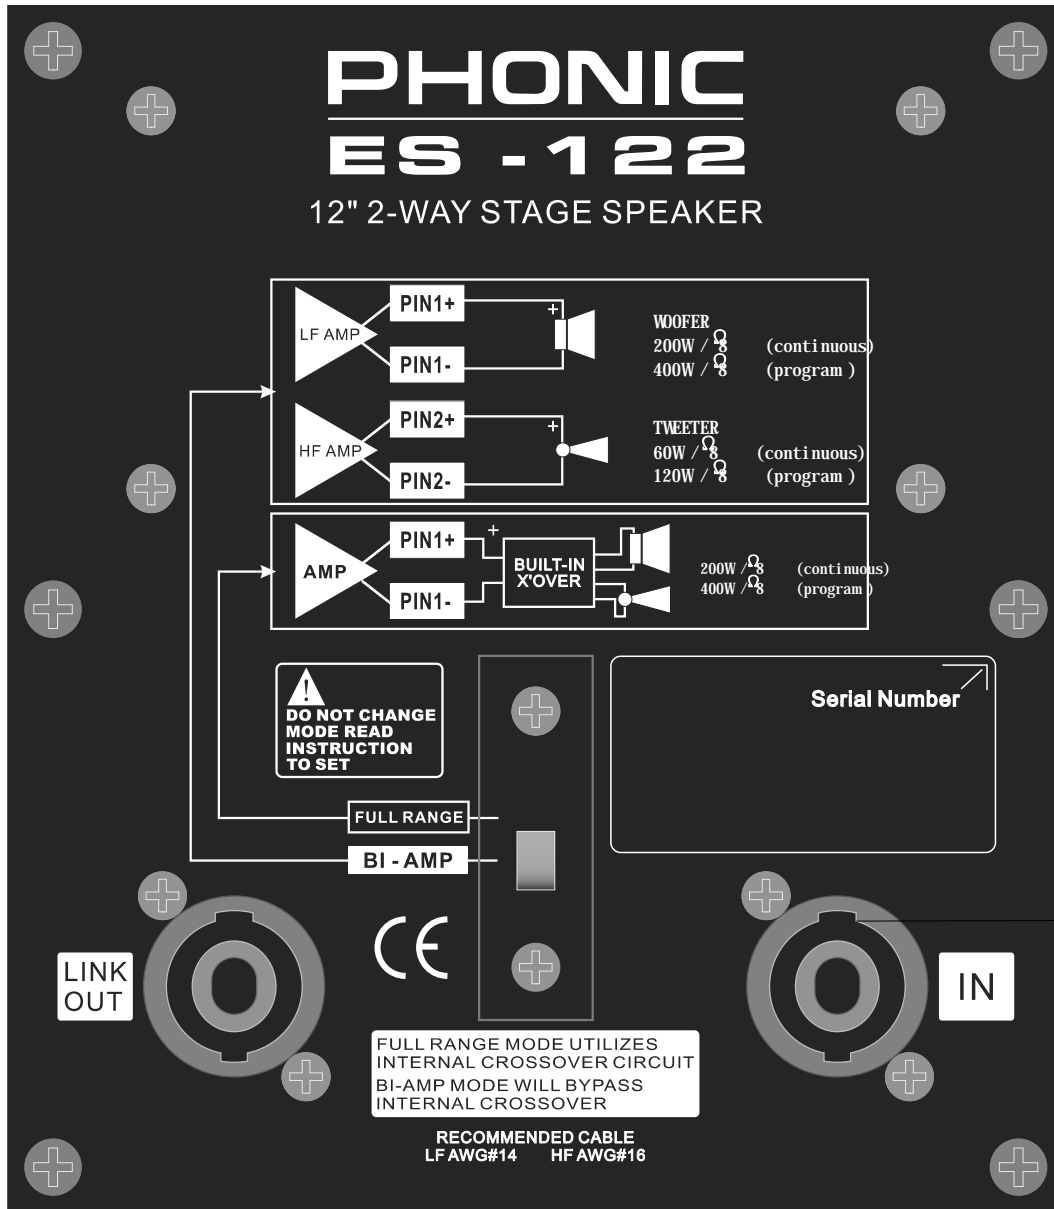 PHONIC
ES -122
12" 2-WAY STAGE SPEAKER
LF AMP
PIN1+
PIN1-
+
WOOFER
200W / 8Ω (continuous)
400W / 8Ω (program )
HF AMP
PIN2+
PIN2-
+
TWEETER
60W / 8Ω (continuous)
120W / 8Ω (program )
AMP
PIN1+
PIN1-
+
BUILT-IN
X'OVER
200W / 8Ω (continuous)
400W / 8Ω (program )
!
DO NOT CHANGE
MODE READ
INSTRUCTION
TO SET
Serial Number
FULL RANGE
BI - AMP
CE
LINK
OUT
IN
FULL RANGE MODE UTILIZES
INTERNAL CROSSOVER CIRCUIT
BI-AMP MODE WILL BYPASS
INTERNAL CROSSOVER
RECOMMENDED CABLE
LF AWG#14 HF AWG#16